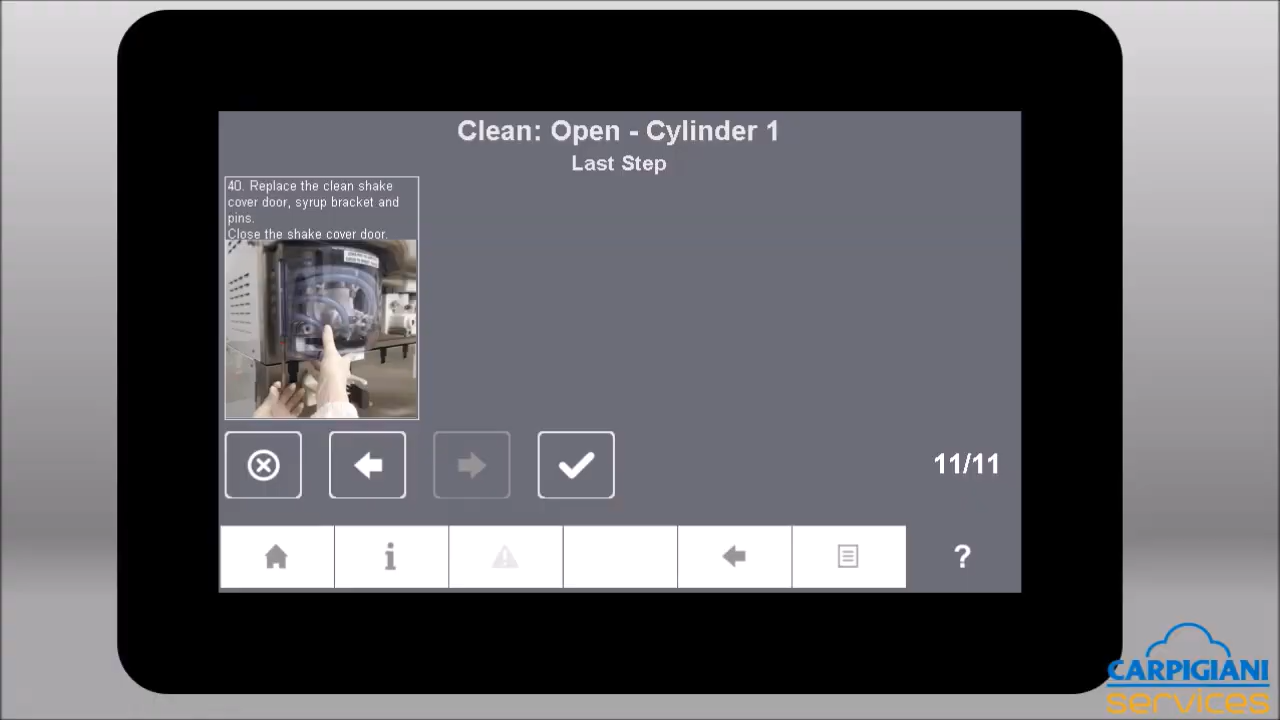 Clean: Open - Cylinder 1
Last Step
40. Replace the clean shake
cover door, syrup bracket and
pins.
Close the shake cover door.
11/11
?
CARPIGIANI
services